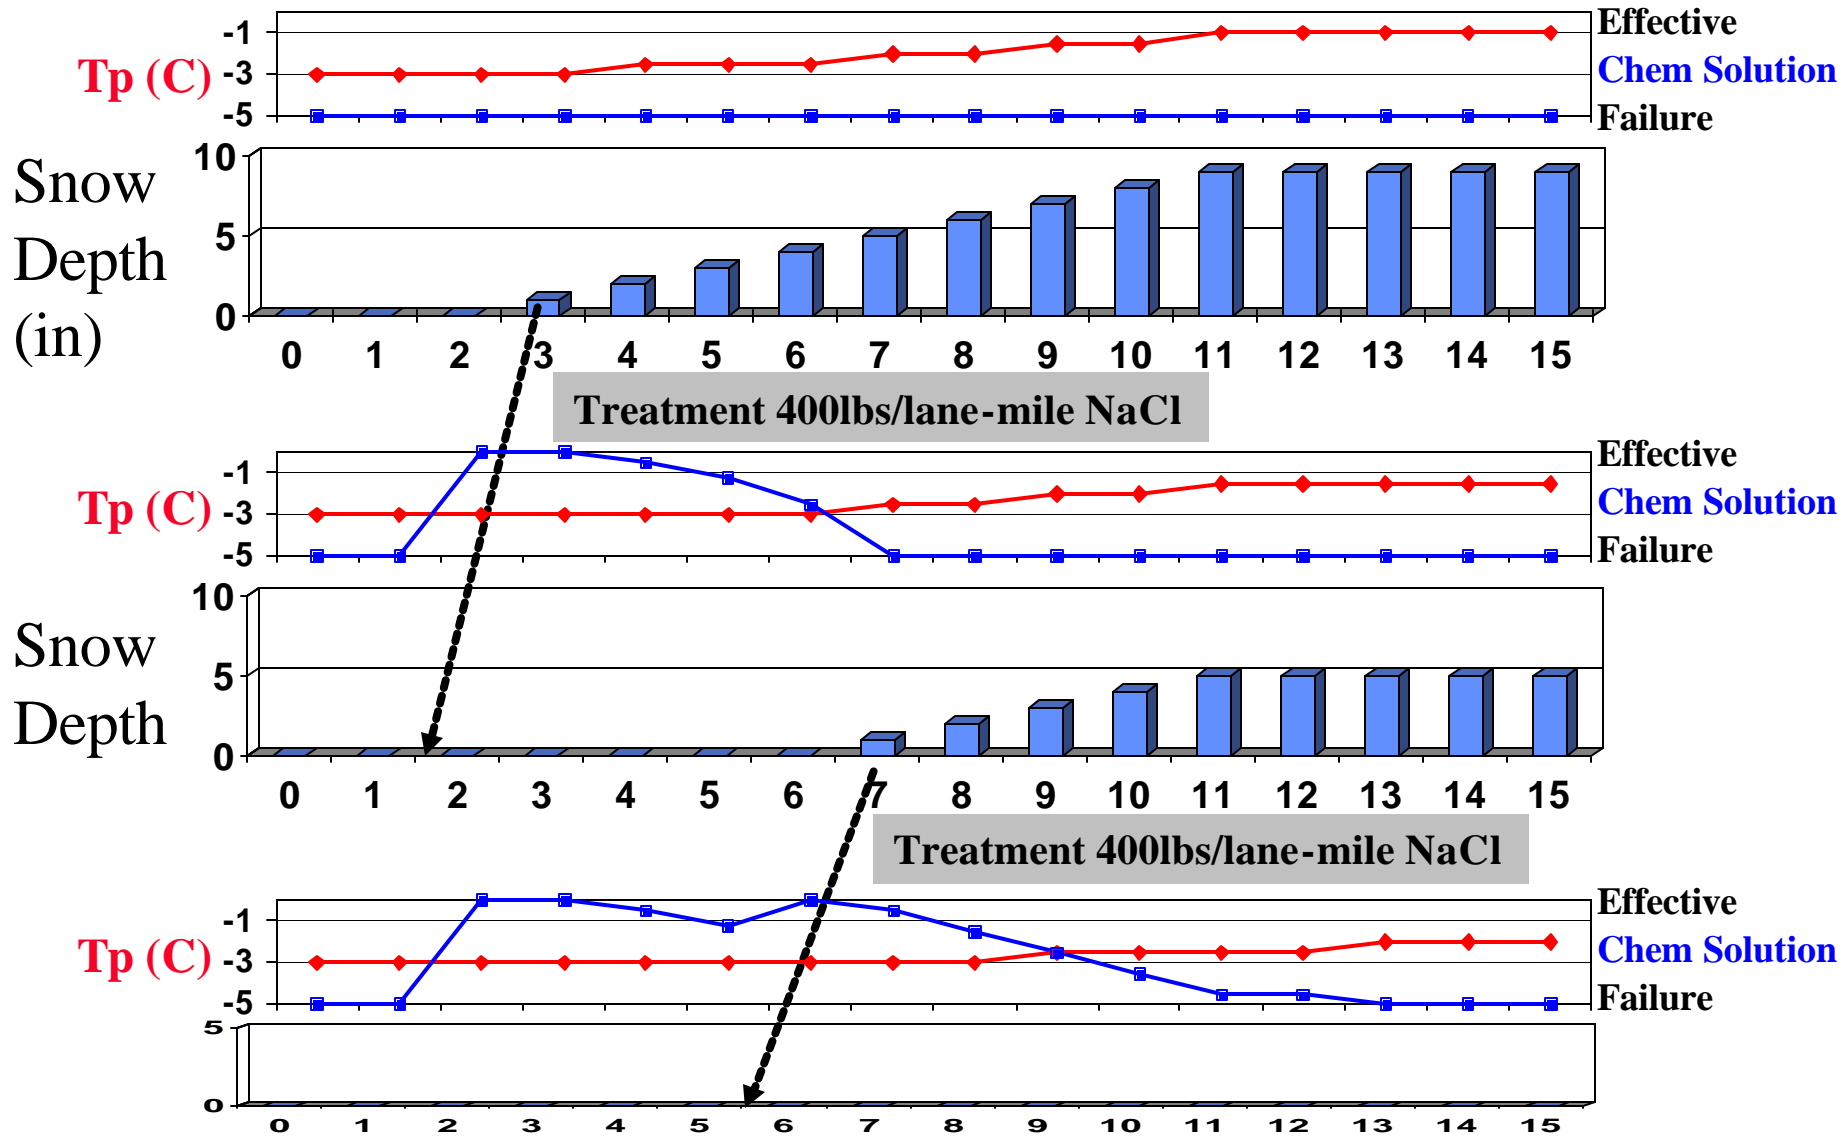 -1
Effective
Tp (C)
-3
Chem Solution
-5
Failure
Snow
Depth
(in)
10
5
0
0 1 2 3 4 5 6 7 8 9 10 11 12 13 14 15
Treatment 400lbs/lane-mile NaCl
-1
Effective
Tp (C)
-3
Chem Solution
-5
Failure
Snow
Depth
10
5
0
0 1 2 3 4 5 6 7 8 9 10 11 12 13 14 15
Treatment 400lbs/lane-mile NaCl
-1
Effective
Tp (C)
-3
Chem Solution
-5
Failure
5
0
0 1 2 3 4 5 6 7 8 9 10 11 12 13 14 15